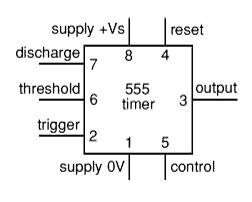 supply +Vs reset
discharge
7 8 4
threshold 555 output
6 timer 3
trigger
2
1 5
supply 0V control